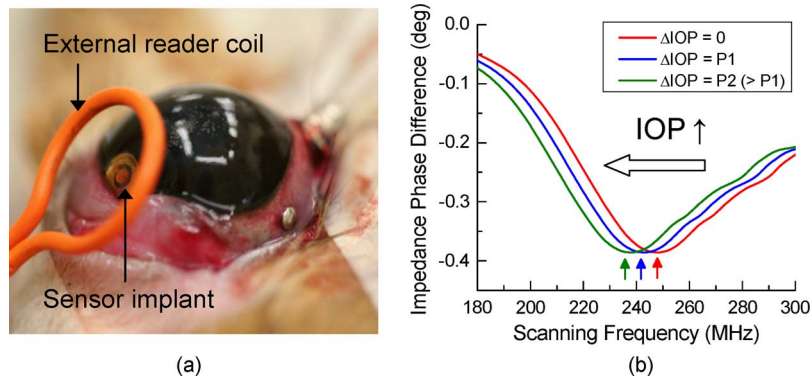 External reader coil
Sensor implant
(a)
Impedance Phase Difference (deg)
0.0
-0.1
-0.2
-0.3
-0.4
ΔIOP = 0
ΔIOP = P1
ΔIOP = P2 (> P1)
IOP ↑
180 200 220 240 260 280 300
Scanning Frequency (MHz)
(b)